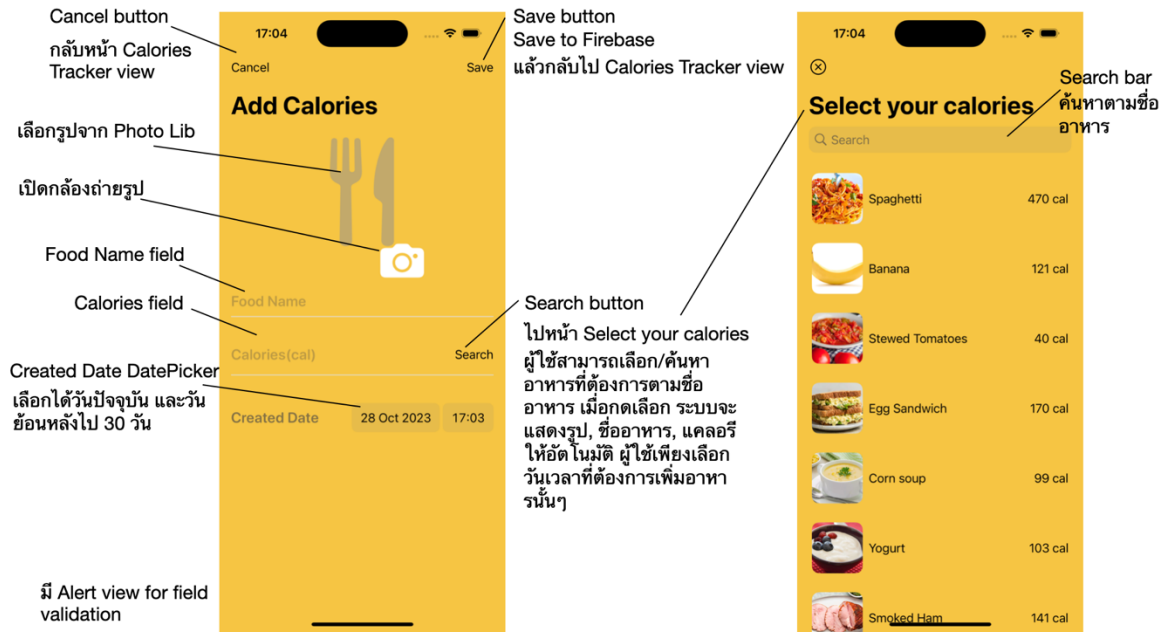 Cancel button
กลับหน้า Calories
Tracker view
เลือกรูปจาก Photo Lib
เปิดกล้องถ่ายรูป
Food Name field
Calories field
Created Date DatePicker
เลือกได้วันปัจจุบัน และวัน
ย้อนหลังไป 30 วัน
มี Alert view for field
validation
17:04
Cancel
Save
Add Calories
Food Name
Calories(cal)
Search
Created Date
28 Oct 2023
17:03
Save button
Save to Firebase
แล้วกลับไป Calories Tracker view
Search button
ไปหน้า Select your calories
ผู้ใช้สามารถเลือก/ค้นหา
อาหารที่ต้องการตามชื่อ
อาหาร เมื่อกดเลือก ระบบจะ
แสดงรูป, ชื่ออาหาร, แคลอรี
ให้อัตโนมัติ ผู้ใช้เพียงเลือก
วันเวลาที่ต้องการเพิ่มอาหา
รนั้นๆ
17:04
Select your calories
Search
Search bar
ค้นหาตามชื่อ
อาหาร
Spaghetti 470 cal
Banana 121 cal
Stewed Tomatoes 40 cal
Egg Sandwich 170 cal
Corn soup 99 cal
Yogurt 103 cal
Smoked Ham 141 cal